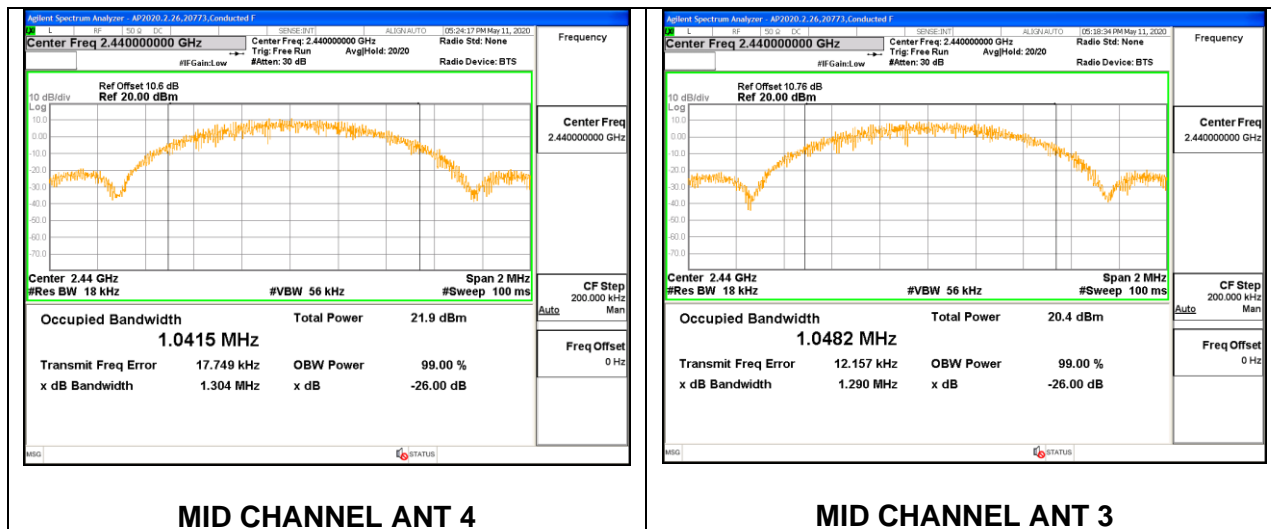 Agilent Spectrum Analyzer - AP2020.2.26,20773,Conducted F
L RF 50 Ω DC SENSE:INT ALIGN AUTO 05:24:17 PM May 11, 2020
Center Freq 2.440000000 GHz
Center Freq: 2.440000000 GHz
Radio Std: None
Trig: Free Run Avg|Hold: 20/20
#IFGain:Low #Atten: 30 dB Radio Device: BTS
Frequency
Ref Offset 10.6 dB
10 dB/div Ref 20.00 dBm
Log
10.0
0.00
-10.0
-20.0
-30.0
-40.0
-50.0
-60.0
-70.0
Center Freq
2.440000000 GHz
Center 2.44 GHz Span 2 MHz
#Res BW 18 kHz #VBW 56 kHz #Sweep 100 ms
CF Step
200.000 kHz
Auto Man
Occupied Bandwidth Total Power 21.9 dBm
1.0415 MHz
Transmit Freq Error 17.749 kHz OBW Power 99.00 %
x dB Bandwidth 1.304 MHz x dB -26.00 dB
Freq Offset
0 Hz
MSG STATUS
MID CHANNEL ANT 4
Agilent Spectrum Analyzer - AP2020.2.26,20773,Conducted F
L RF 50 Ω DC SENSE:INT ALIGN AUTO 05:18:34 PM May 11, 2020
Center Freq 2.440000000 GHz
Center Freq: 2.440000000 GHz
Radio Std: None
Trig: Free Run Avg|Hold: 20/20
#IFGain:Low #Atten: 30 dB Radio Device: BTS
Frequency
Ref Offset 10.76 dB
10 dB/div Ref 20.00 dBm
Log
10.0
0.00
-10.0
-20.0
-30.0
-40.0
-50.0
-60.0
-70.0
Center Freq
2.440000000 GHz
Center 2.44 GHz Span 2 MHz
#Res BW 18 kHz #VBW 56 kHz #Sweep 100 ms
CF Step
200.000 kHz
Auto Man
Occupied Bandwidth Total Power 20.4 dBm
1.0482 MHz
Transmit Freq Error 12.157 kHz OBW Power 99.00 %
x dB Bandwidth 1.290 MHz x dB -26.00 dB
Freq Offset
0 Hz
MSG STATUS
MID CHANNEL ANT 3